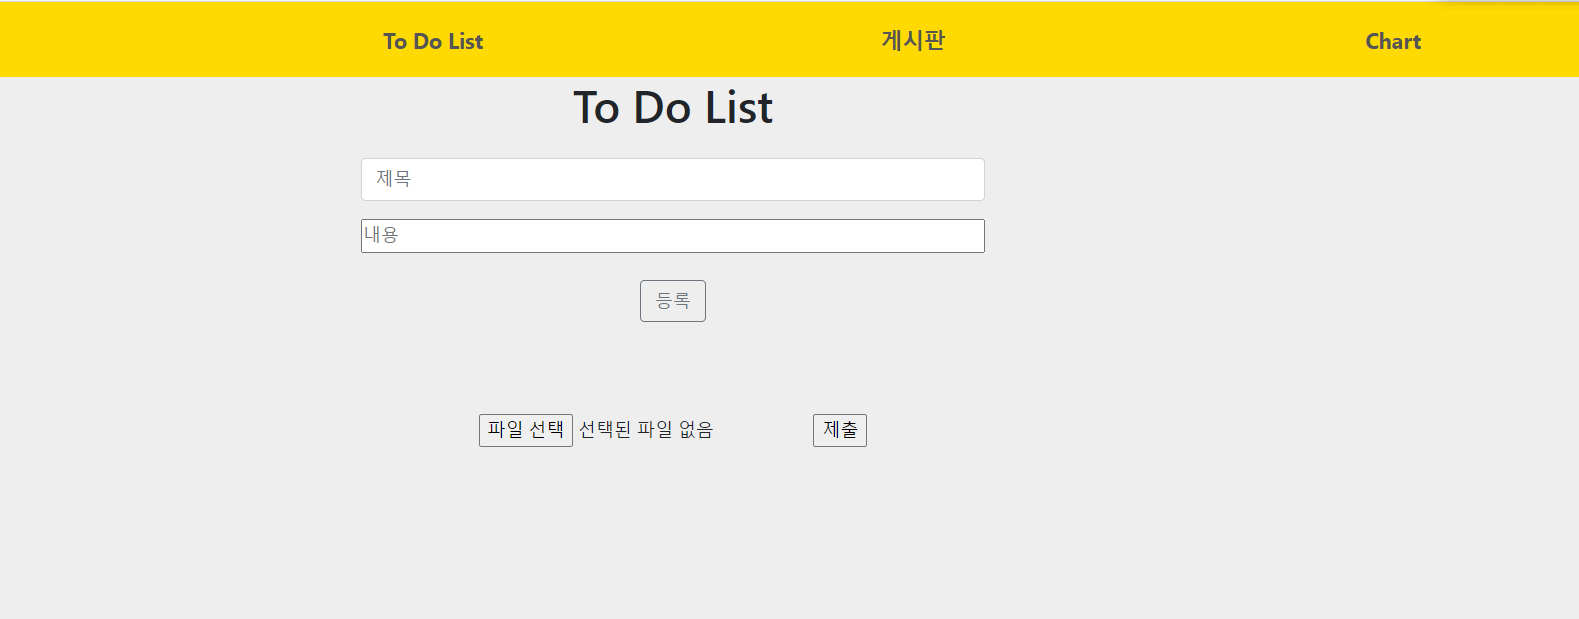 To Do List 게시판 Chart
To Do List
제목
내용
등록
파일 선택 선택된 파일 없음 제출